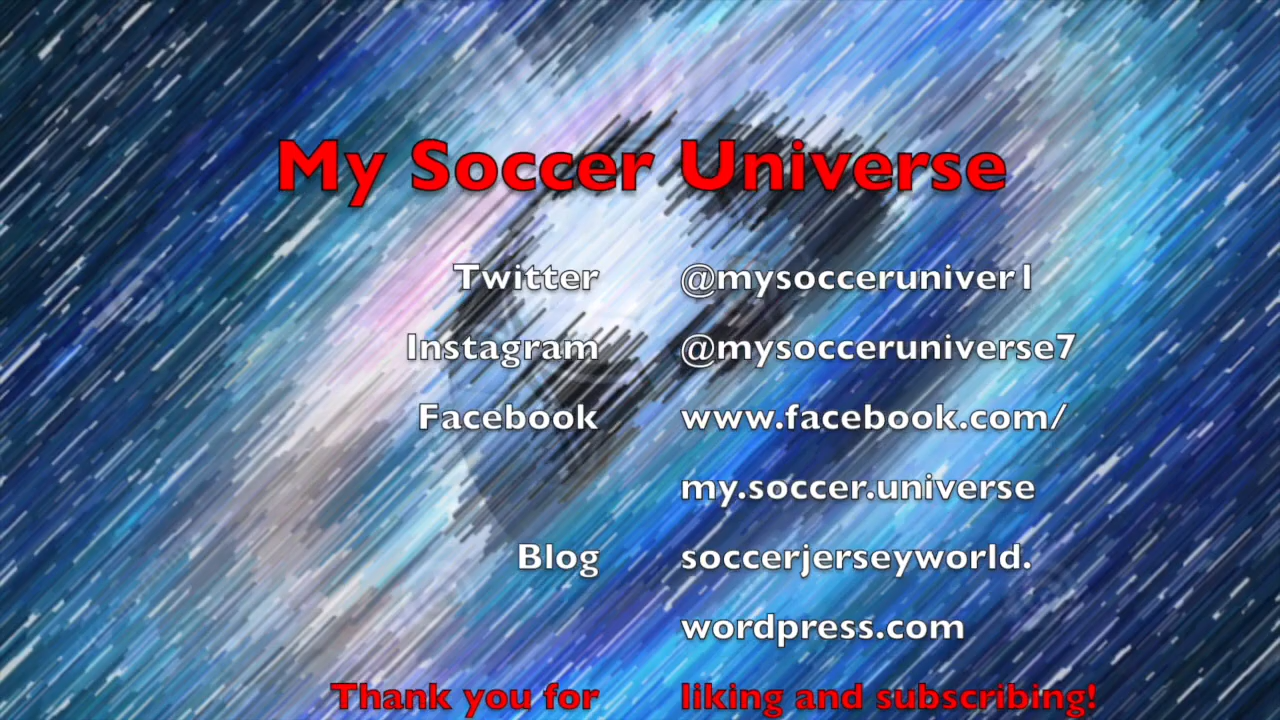 My Soccer Universe
Twitter @mysocceruniver1
Instagram @mysocceruniverse7
Facebook www.facebook.com/
my.soccer.universe
Blog soccerjerseyworld.
wordpress.com
Thank you for liking and subscribing!